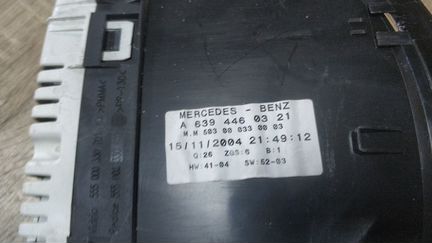 MERCEDES - BENZ
A 639 446 03 21
M.M 503 00 033 00 03
15/11/2004 21:49:12
Q:26 ZGS:6 B:1
HW:41-04 SW:52-03